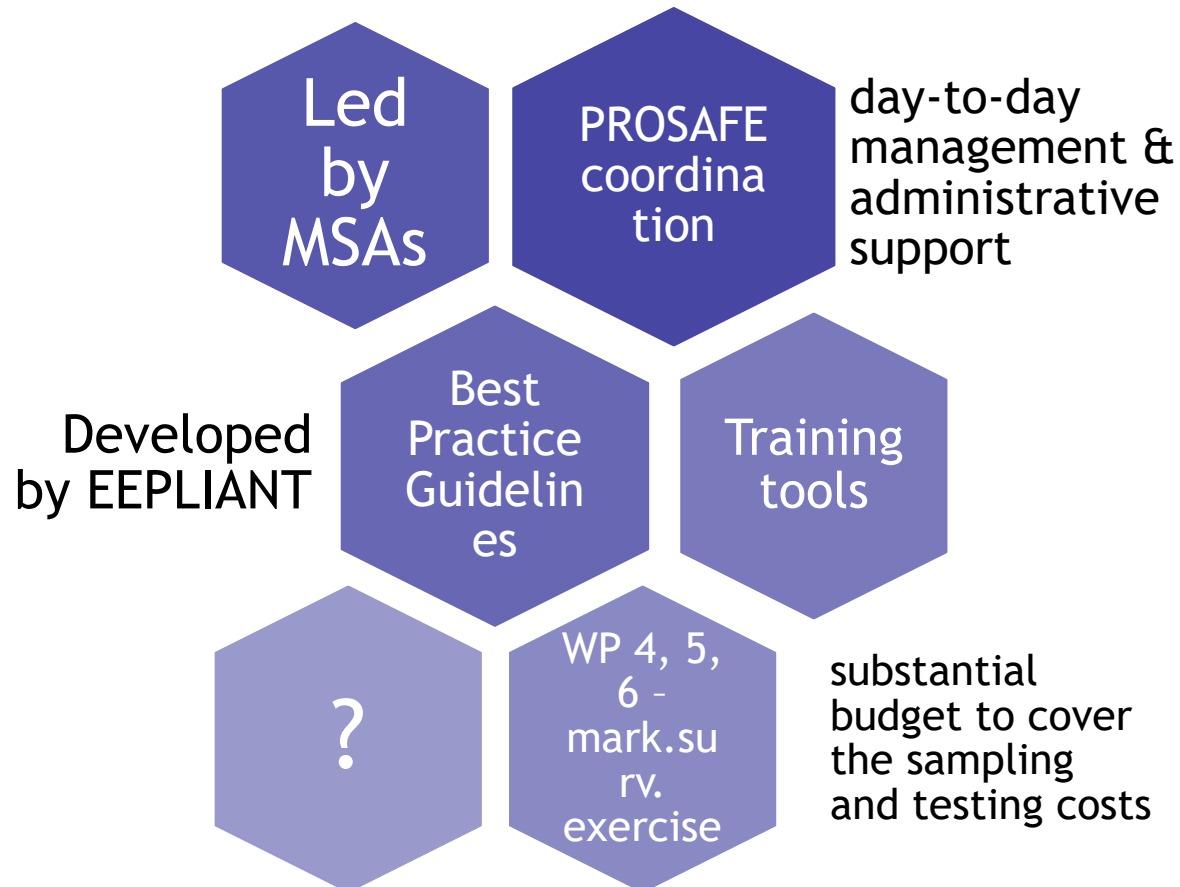 Led
by
MSAs
PROSAFE
coordina
tion
day-to-day
management &
administrative
support
Developed
by EEPLIANT
Best
Practice
Guidelin
es
Training
tools
?
WP 4, 5,
6 –
mark.su
rv.
exercise
substantial
budget to cover
the sampling
and testing costs